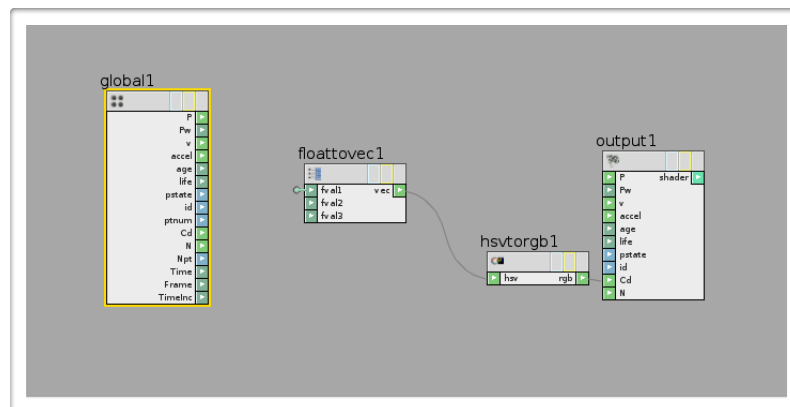 global1
P
Pw
v
accel
age
life
pstate
id
ptnum
Cd
N
Npt
Time
Frame
TimeInc
floattovec1
fval1 vec
fval2
fval3
hsvtorgb1
hsv rgb
output1
P shader
Pw
v
accel
age
life
pstate
id
Cd
N